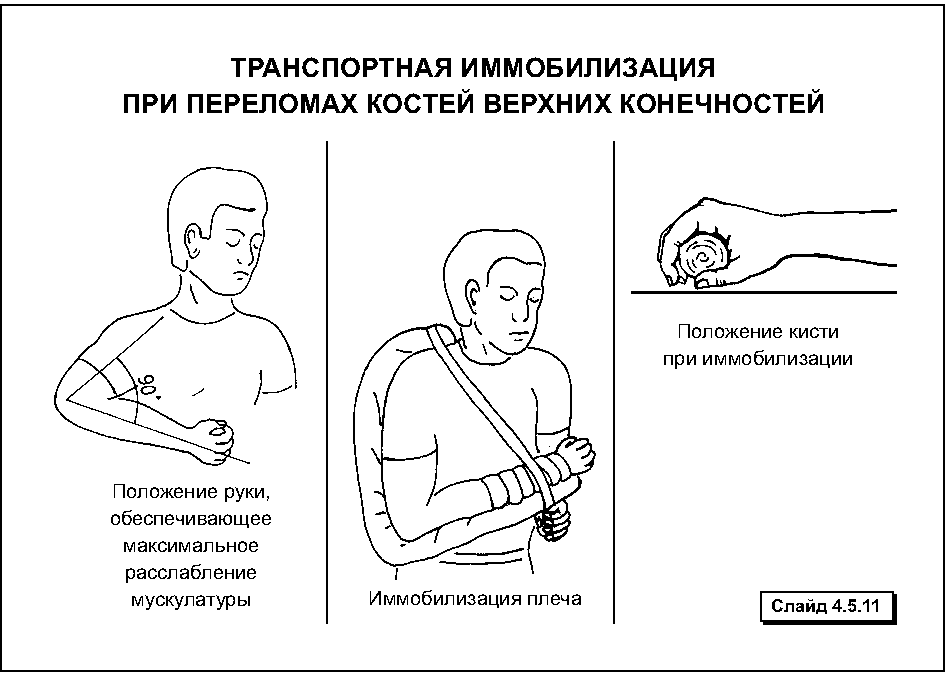 ТРАНСПОРТНАЯ ИММОБИЛИЗАЦИЯ
ПРИ ПЕРЕЛОМАХ КОСТЕЙ ВЕРХНИХ КОНЕЧНОСТЕЙ
90°
Положение руки,
обеспечивающее
максимальное
расслабление
мускулатуры
Иммобилизация плеча
Положение кисти
при иммобилизации
Слайд 4.5.11